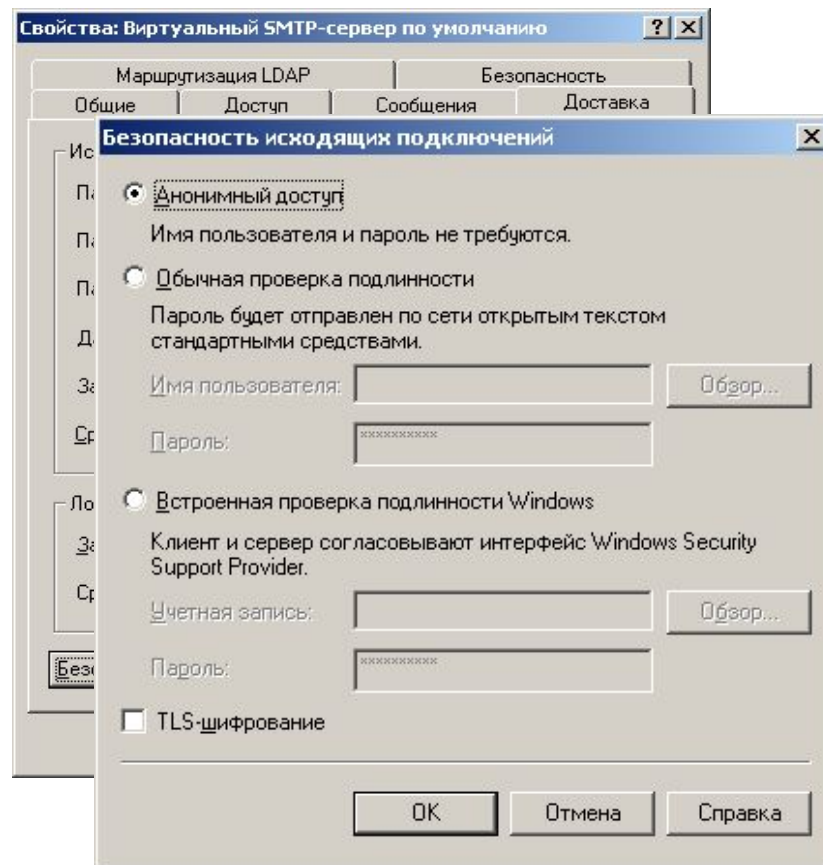 Свойства: Виртуальный SMTP-сервер по умолчанию
Маршрутизация LDAP
Безопасность
Общие
Доступ
Сообщения
Доставка
Безопасность исходящих подключений
Анонимный доступ
Имя пользователя и пароль не требуются.
Обычная проверка подлинности
Пароль будет отправлен по сети открытым текстом
стандартными средствами.
Имя пользователя:
Обзор...
Пароль:
xxxxxxxxxx
Встроенная проверка подлинности Windows
Клиент и сервер согласовывают интерфейс Windows Security
Support Provider.
Учетная запись:
Обзор...
Пароль:
xxxxxxxxxx
TLS-шифрование
OK
Отмена
Справка